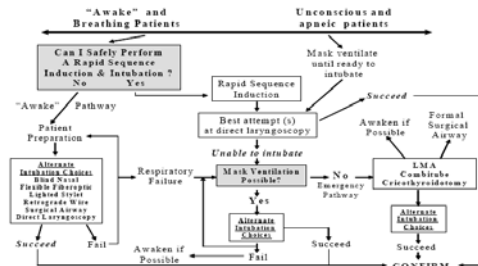 “Awake” and
Breathing Patients
Unconscious and
apneic patients
Can I Safely Perform
A Rapid Sequence
Induction & Intubation ?
No Yes
Mask ventilate
until ready to
intubate
“Awake” Pathway
Rapid Sequence
Induction
Succeed
Patient
Preparation
Best attempt (s)
at direct laryngoscopy
Awaken if
Possible
Formal
Surgical
Airway
Unable to intubate
Alternate
Intubation Choices
Blind Nasal
Flexible Fiberoptic
Lighted Stylet
Retrograde Wire
Surgical Airway
Direct Laryngoscopy
Respiratory
Failure
Mask Ventilation
Possible?
No
Emergency
Pathway
LMA
Combitube
Cricothyroidotomy
Yes
Alternate
Intubation
Choices
Alternate
Intubation
Choices
Succeed
Fail
Awaken if
Possible
Fail
Succeed
Succeed
CONFIRM